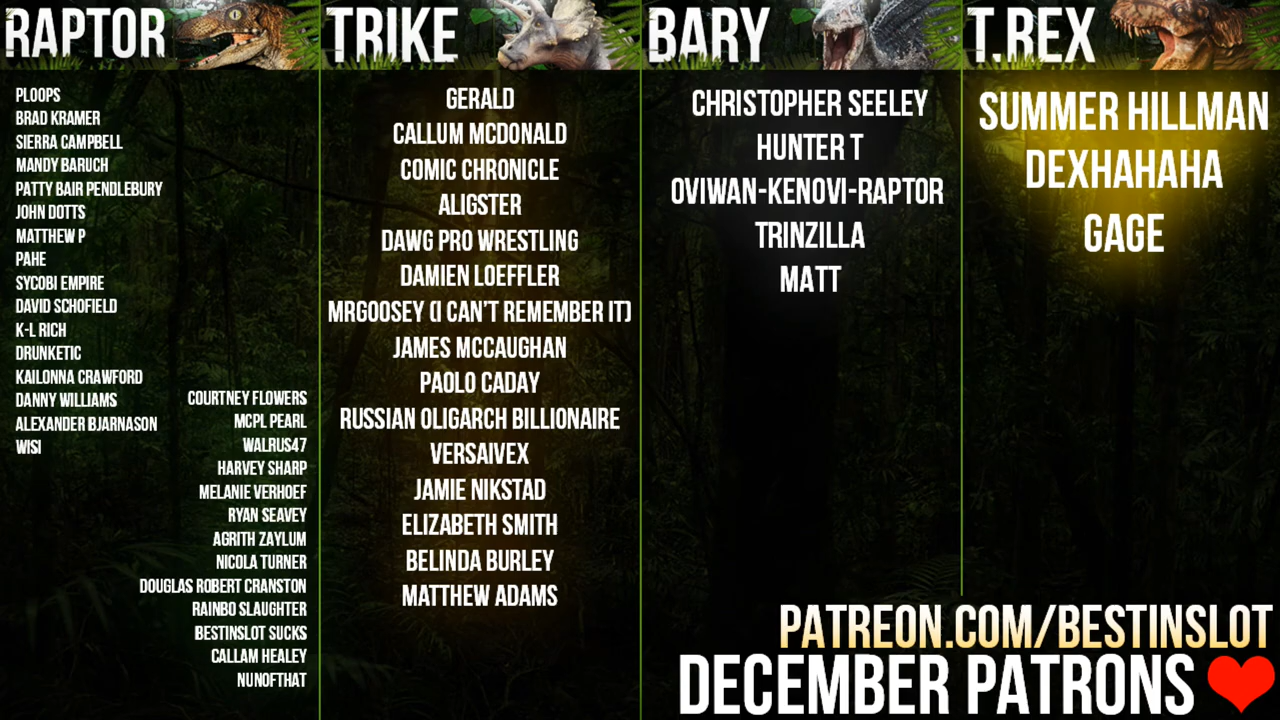 RAPTOR
PLOOPS
BRAD KRAMER
SIERRA CAMPBELL
MANDY BARUCH
PATTY BAIR PENDLEBURY
JOHN DOTTS
MATTHEW P
PAHE
SYCOBI EMPIRE
DAVID SCHOFIELD
K-L RICH
DRUNKETIC
KAILONNA CRAWFORD
DANNY WILLIAMS
ALEXANDER BJARNASON
WISI
COURTNEY FLOWERS
MCPL PEARL
WALRUS47
HARVEY SHARP
MELANIE VERHOEF
RYAN SEAVEY
AGRITH ZAYLUM
NICOLA TURNER
DOUGLAS ROBERT CRANSTON
RAINBO SLAUGHTER
BESTINSLOT SUCKS
CALLAM HEALEY
NUNOFTHAT
TRIKE
GERALD
CALLUM MCDONALD
COMIC CHRONICLE
ALIGSTER
DAWG PRO WRESTLING
DAMIEN LOEFFLER
MRGOOSEY (I CAN'T REMEMBER IT)
JAMES MCCAUGHAN
PAOLO CADAY
RUSSIAN OLIGARCH BILLIONAIRE
VERSAIVEX
JAMIE NIKSTAD
ELIZABETH SMITH
BELINDA BURLEY
MATTHEW ADAMS
BARY
CHRISTOPHER SEELEY
HUNTER T
OVIWAN-KENOVI-RAPTOR
TRINZILLA
MATT
T.REX
SUMMER HILLMAN
DEXHAHAHA
GAGE
PATREON.COM/BESTINSLOT
DECEMBER PATRONS